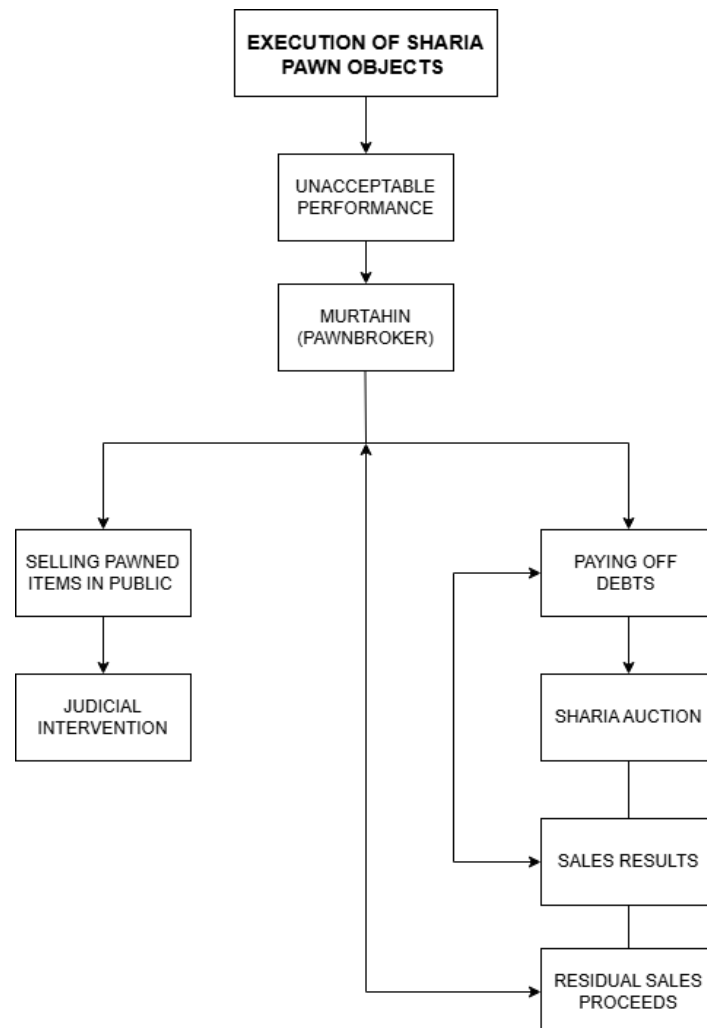 EXECUTION OF SHARIA
PAWN OBJECTS
UNACCEPTABLE
PERFORMANCE
MURTAHIN
(PAWNBROKER)
SELLING PAWNED
ITEMS IN PUBLIC
PAYING OFF
DEBTS
JUDICIAL
INTERVENTION
SHARIA AUCTION
SALES RESULTS
RESIDUAL SALES
PROCEEDS